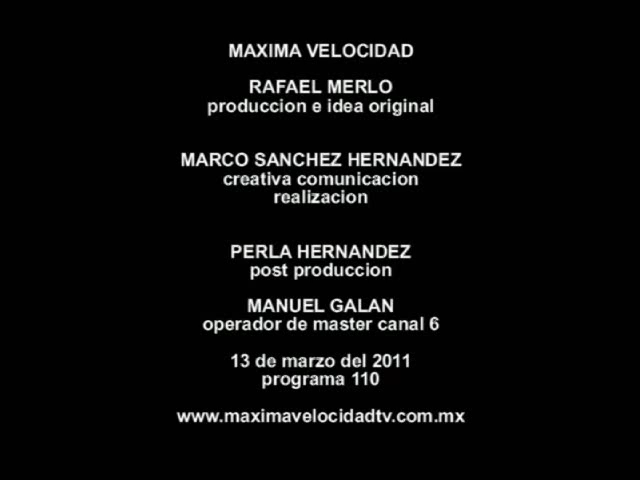 MAXIMA VELOCIDAD
RAFAEL MERLO
produccion e idea original
MARCO SANCHEZ HERNANDEZ
creativa comunicacion
realizacion
PERLA HERNANDEZ
post produccion
MANUEL GALAN
operador de master canal 6
13 de marzo del 2011
programa 110
www.maximavelocidadtv.com.mx